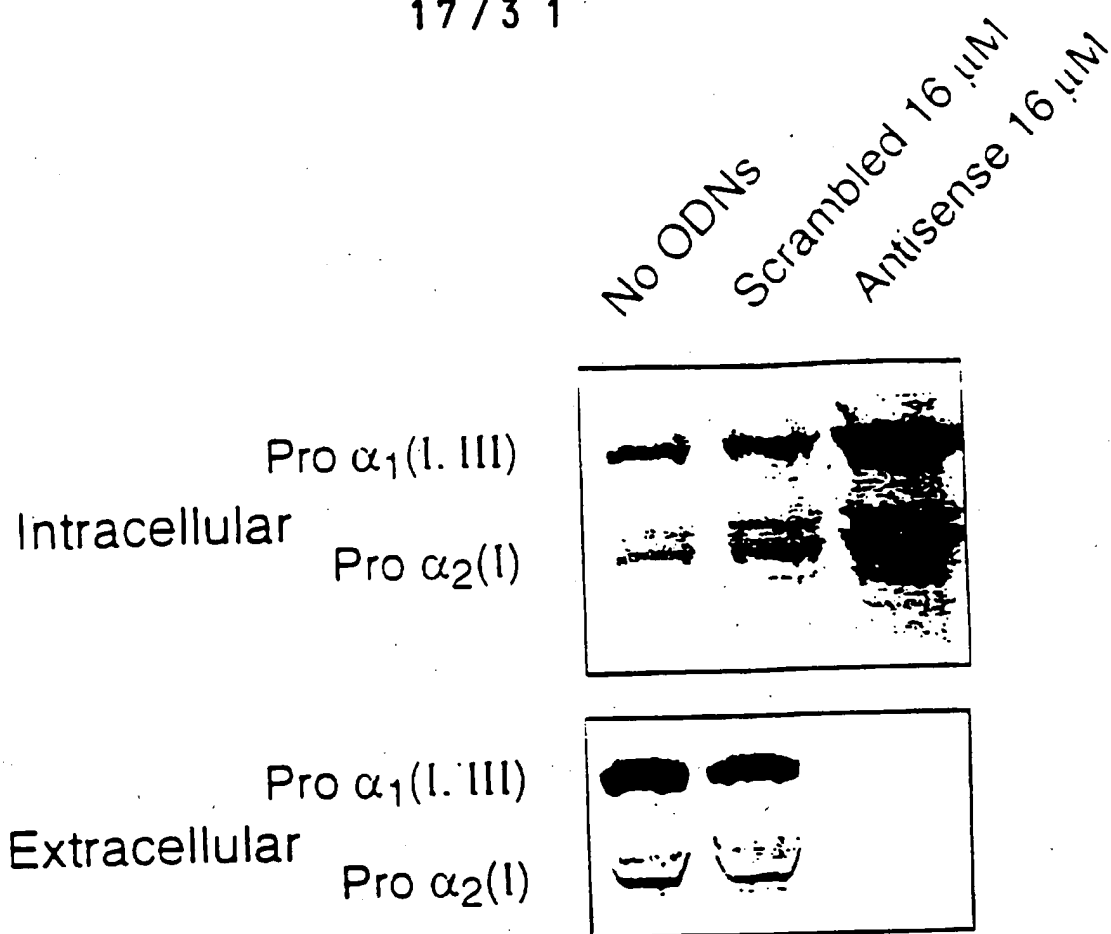 17/31
No ODNs
Scrambled 16 µM
Antisense 16 µM
Pro α1(I. III)
Intracellular
Pro α2(I)
Pro α1(I. III)
Extracellular
Pro α2(I)